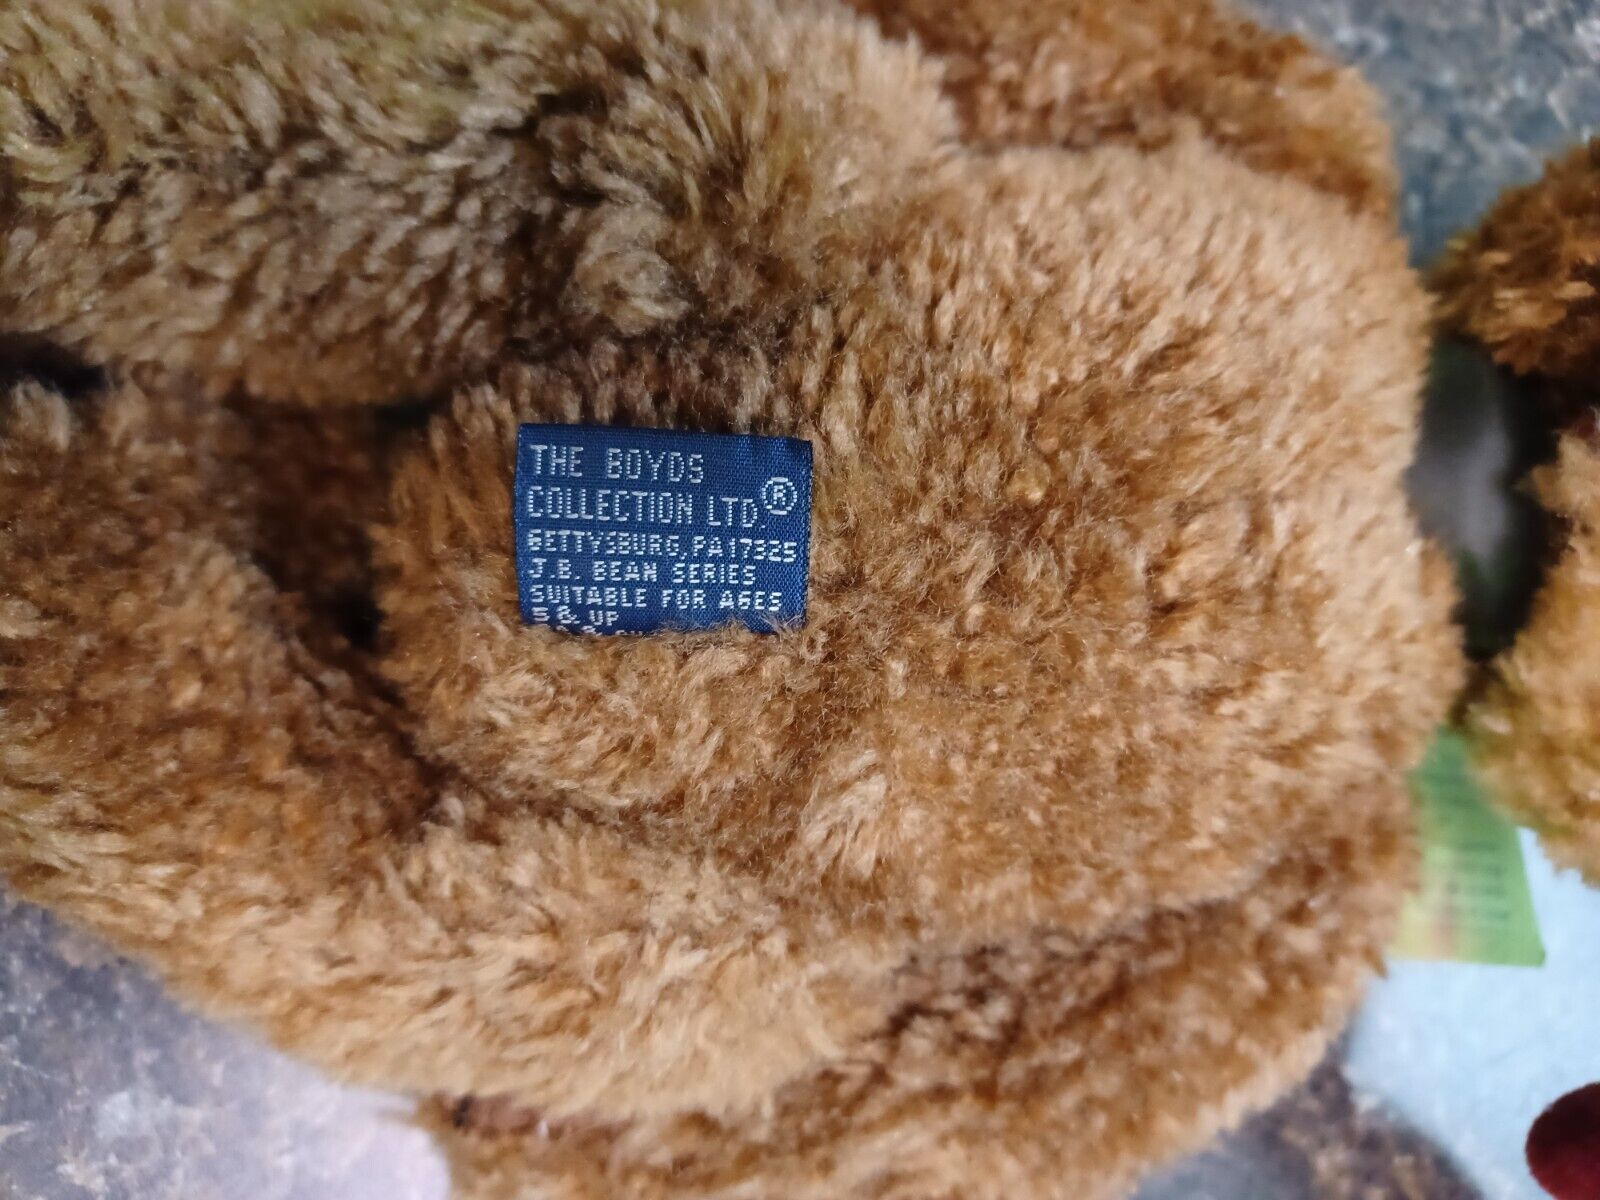 THE BOYDS
COLLECTION LTD.®
GETTYSBURG, PA 17325
J.B. BEAN SERIES
SUITABLE FOR AGES
5 & UP